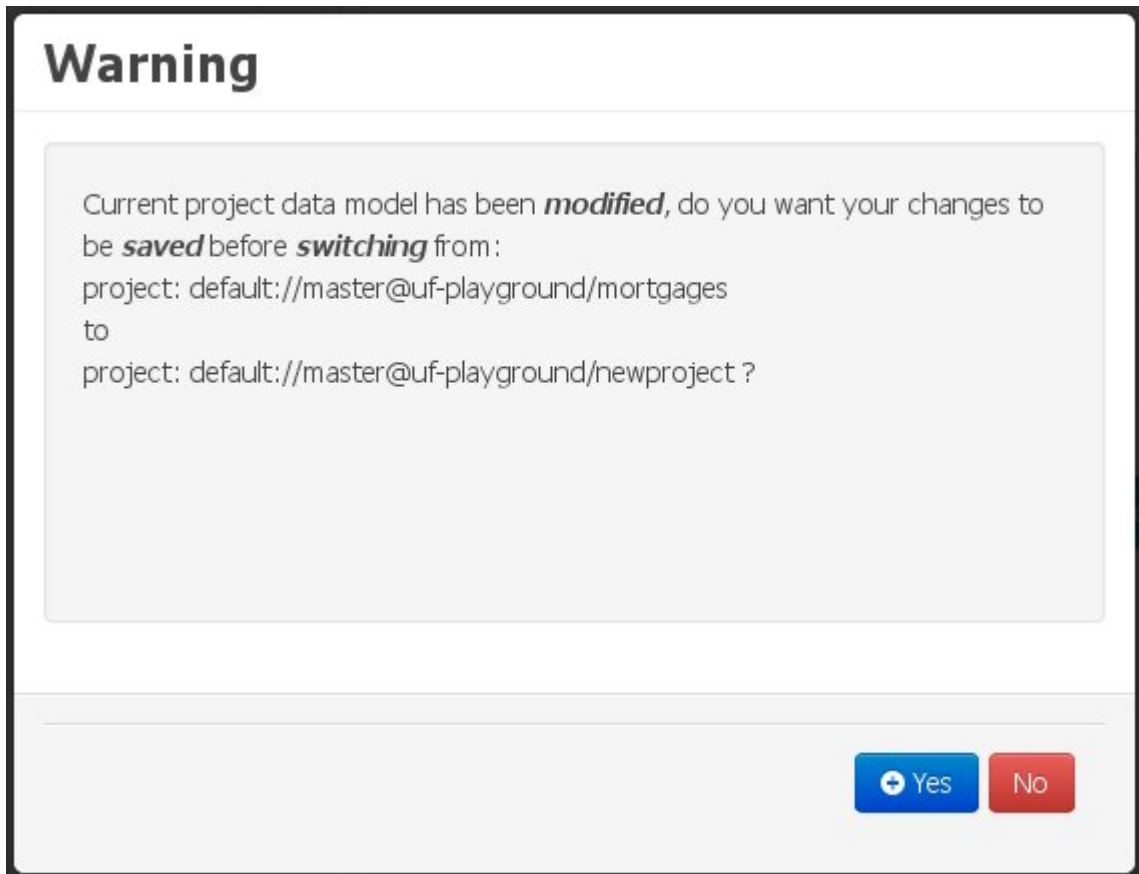 Warning
Current project data model has been modified, do you want your changes to
be saved before switching from:
project: default://master@uf-playground/mortgages
to
project: default://master@uf-playground/newproject ?
Yes
No